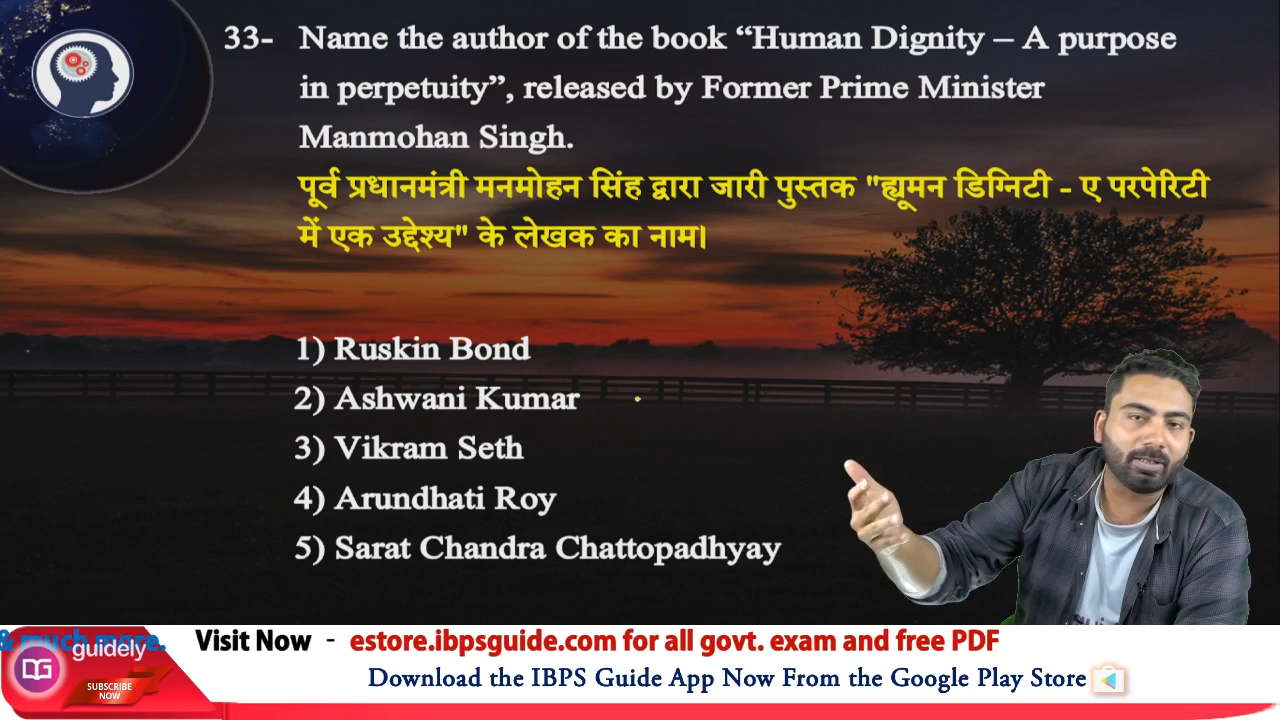 33- Name the author of the book “Human Dignity – A purpose
in perpetuity”, released by Former Prime Minister
Manmohan Singh.
पूर्व प्रधानमंत्री मनमोहन सिंह द्वारा जारी पुस्तक "ह्यूमन डिग्निटी - ए परपेरिटी
में एक उद्देश्य" के लेखक का नाम।
1) Ruskin Bond
2) Ashwani Kumar
3) Vikram Seth
4) Arundhati Roy
5) Sarat Chandra Chattopadhyay
& much more. Visit Now - estore.ibpsguide.com for all govt. exam and free PDF
guidely
SUBSCRIBE
NOW
Download the IBPS Guide App Now From the Google Play Store